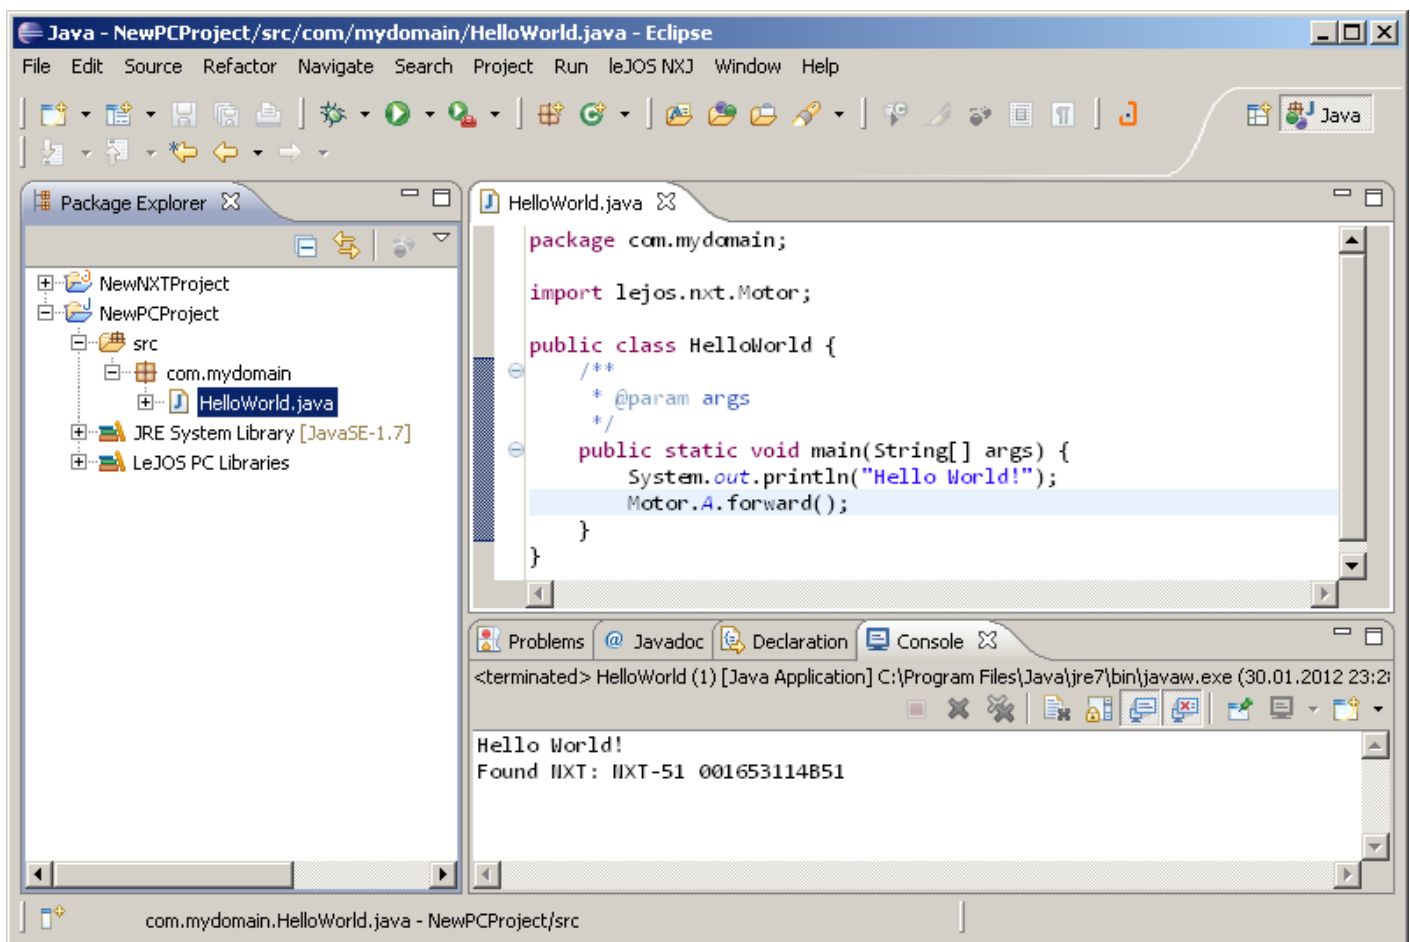 Java - NewPCProject/src/com/mydomain/HelloWorld.java - Eclipse
File Edit Source Refactor Navigate Search Project Run leJOS NXJ Window Help
Java
Package Explorer
NewNXTProject
NewPCProject
src
com.mydomain
HelloWorld.java
JRE System Library [JavaSE-1.7]
LeJOS PC Libraries
HelloWorld.java
package com.mydomain;
import lejos.nxt.Motor;
public class HelloWorld {
/**
* @param args
*/
public static void main(String[] args) {
System.out.println("Hello World!");
Motor.A.forward();
}
}
Problems @ Javadoc Declaration Console
<terminated> HelloWorld (1) [Java Application] C:\Program Files\Java\jre7\bin\javaw.exe (30.01.2012 23:2
Hello World!
Found NXT: NXT-51 001653114B51
com.mydomain.HelloWorld.java - NewPCProject/src